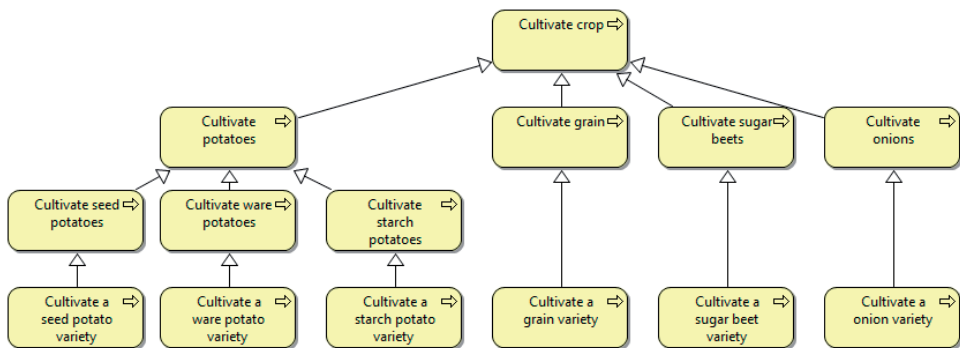 Cultivate crop
Cultivate
potatoes
Cultivate grain
Cultivate sugar
beets
Cultivate
onions
Cultivate seed
potatoes
Cultivate ware
potatoes
Cultivate
starch
potatoes
Cultivate a
seed potato
variety
Cultivate a
ware potato
variety
Cultivate a
starch potato
variety
Cultivate a
grain variety
Cultivate a
sugar beet
variety
Cultivate a
onion variety